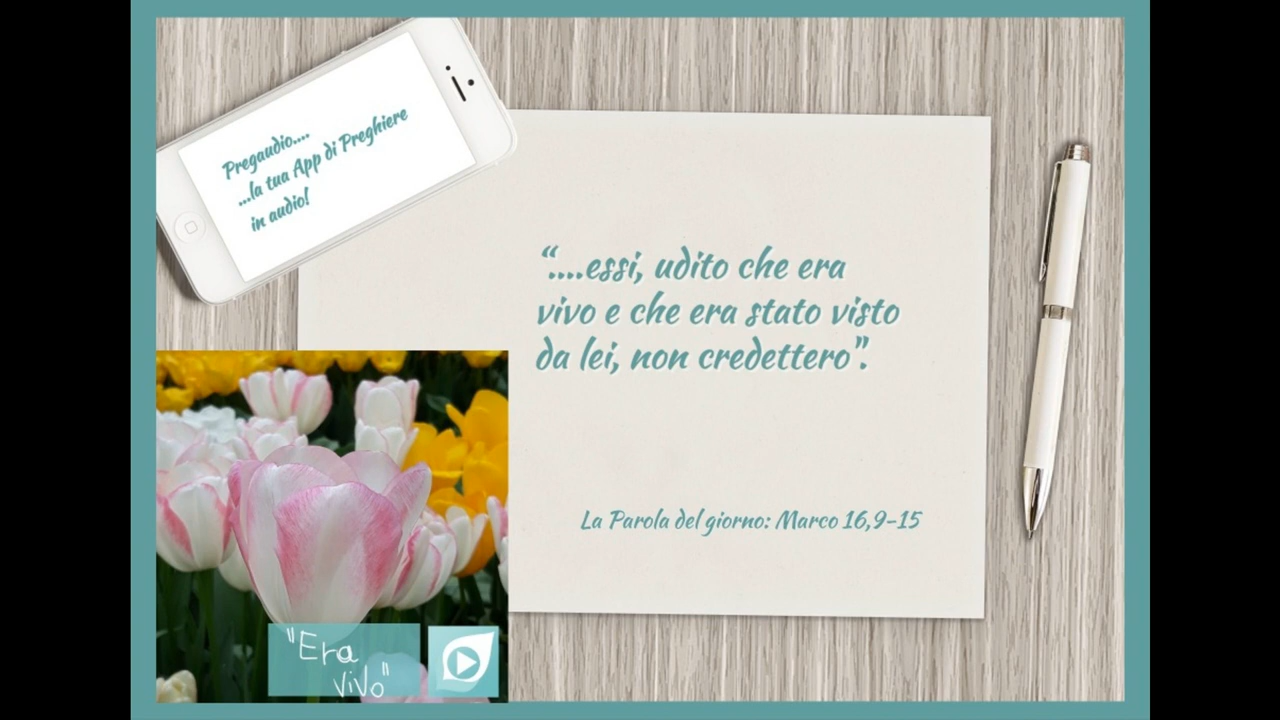 Pregaudio....
...la tua App di Preghiere
in audio!
“....essi, udito che era
vivo e che era stato visto
da lei, non credettero”.
La Parola del giorno: Marco 16,9-15
"Era
vivo"